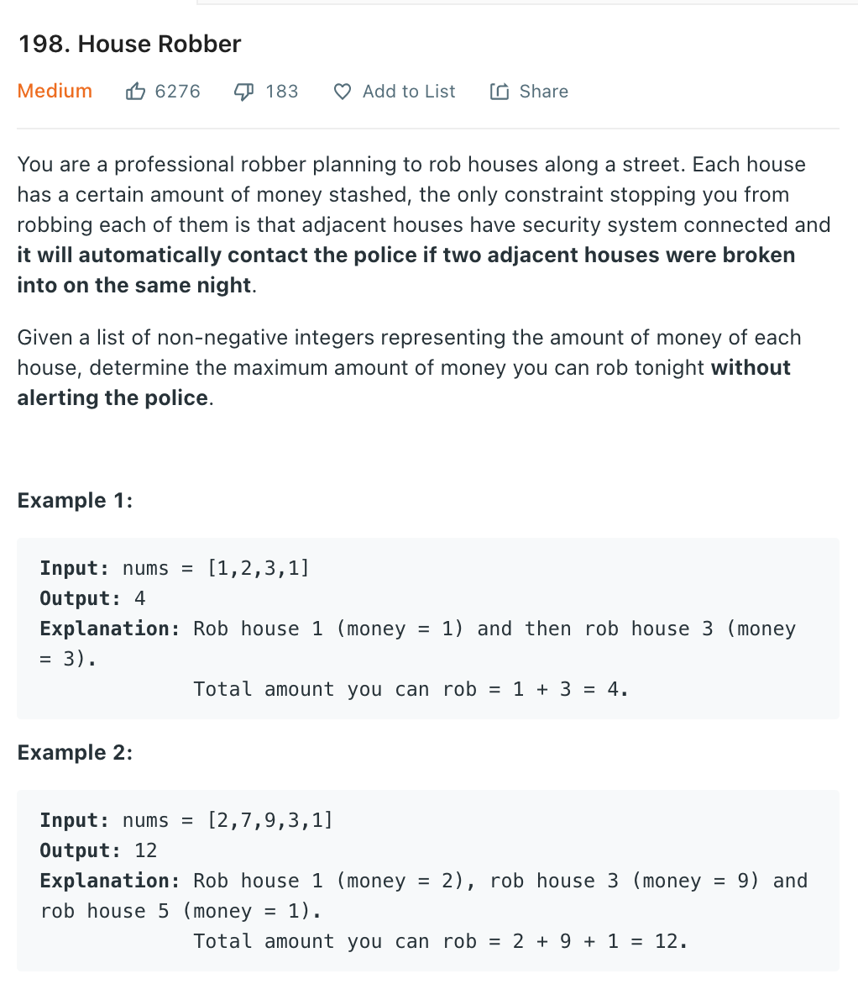 198. House Robber
Medium 6276 183 Add to List Share
You are a professional robber planning to rob houses along a street. Each house
has a certain amount of money stashed, the only constraint stopping you from
robbing each of them is that adjacent houses have security system connected and
it will automatically contact the police if two adjacent houses were broken
into on the same night.
Given a list of non-negative integers representing the amount of money of each
house, determine the maximum amount of money you can rob tonight without
alerting the police.
Example 1:
Input: nums = [1,2,3,1]
Output: 4
Explanation: Rob house 1 (money = 1) and then rob house 3 (money
= 3).
Total amount you can rob = 1 + 3 = 4.
Example 2:
Input: nums = [2,7,9,3,1]
Output: 12
Explanation: Rob house 1 (money = 2), rob house 3 (money = 9) and
rob house 5 (money = 1).
Total amount you can rob = 2 + 9 + 1 = 12.